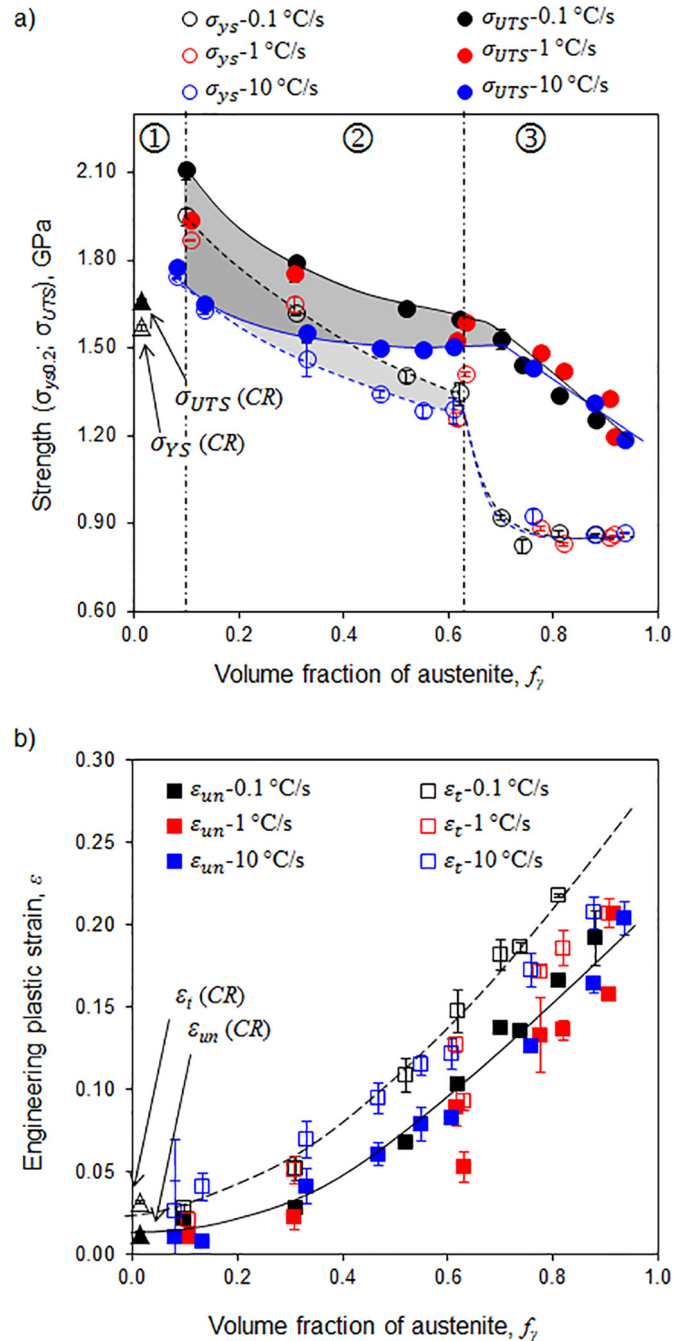 a)
σys-0.1 °C/s σUTS-0.1 °C/s
σys-1 °C/s σUTS-1 °C/s
σys-10 °C/s σUTS-10 °C/s
① ② ③
2.10
1.80
1.50
1.20
0.90
0.60
Strength (σys0.2; σUTS), GPa
σUTS (CR)
σYS (CR)
0.0 0.2 0.4 0.6 0.8 1.0
Volume fraction of austenite, fγ
b)
0.30
0.25
0.20
0.15
0.10
0.05
0.00
Engineering plastic strain, ε
εun-0.1 °C/s εt-0.1 °C/s
εun-1 °C/s εt-1 °C/s
εun-10 °C/s εt-10 °C/s
εt (CR)
εun (CR)
0.0 0.2 0.4 0.6 0.8 1.0
Volume fraction of austenite, fγ